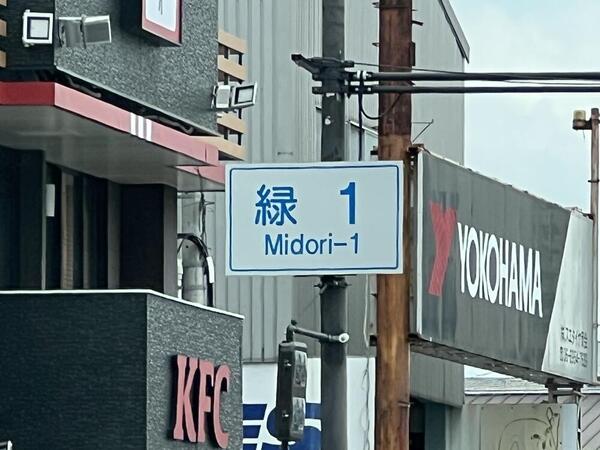 緑 1
Midori-1
YOKOHAMA
KFC